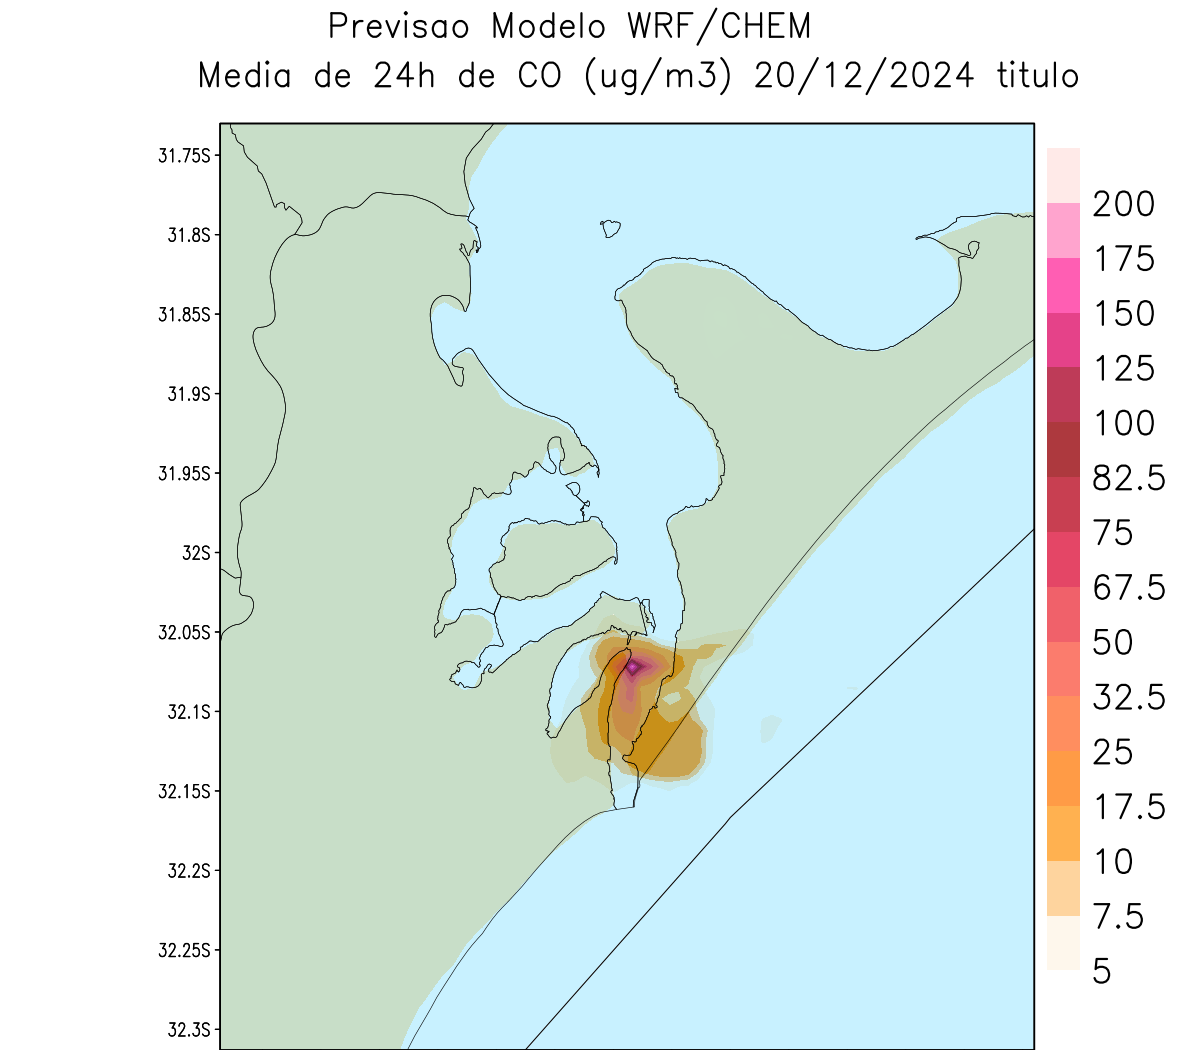 Previsao Modelo WRF/CHEM
Media de 24h de CO (ug/m3) 20/12/2024 titulo
31.75S
31.8S
31.85S
31.9S
31.95S
32S
32.05S
32.1S
32.15S
32.2S
32.25S
32.3S
200
175
150
125
100
82.5
75
67.5
50
32.5
25
17.5
10
7.5
5